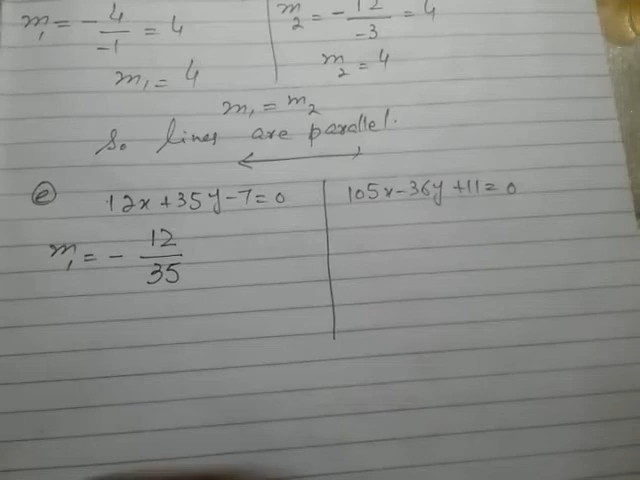 m₁ = - 4/-1 = 4
m₂ = - 12/-3 = 4
m₁ = 4
m₂ = 4
m₁ = m₂
So lines are parallel.
(e) 12x + 35y - 7 = 0
105x - 36y + 11 = 0
m₁ = - 12/35